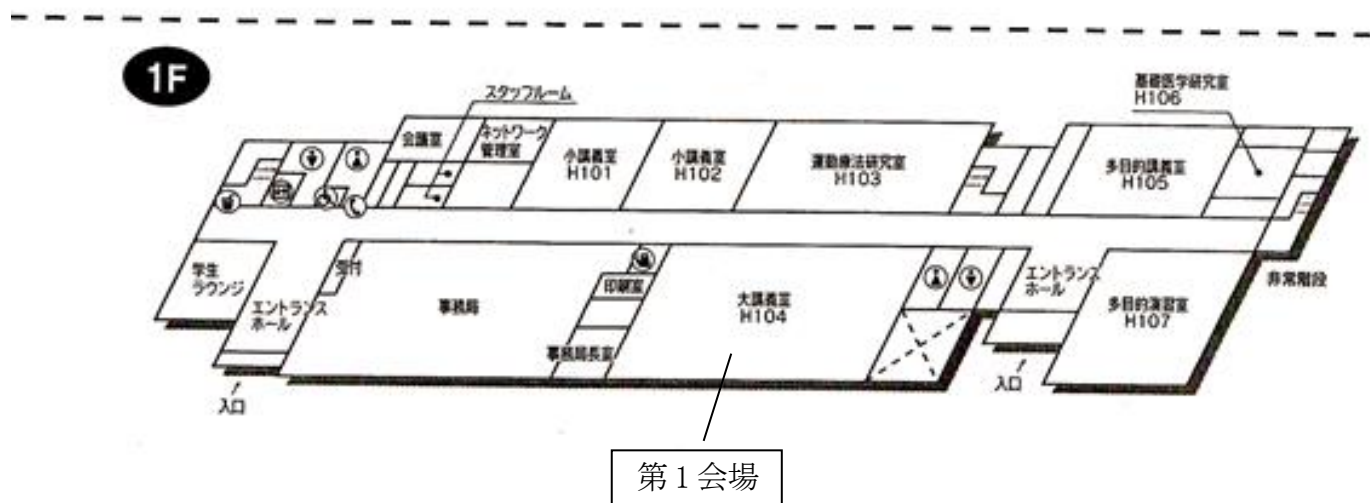 1F
スタッフルーム
基礎医学研究室
H106
会議室
ネットワーク
管理室
小講義室
H101
小講義室
H102
運動療法研究室
H103
多目的講義室
H105
学生
ラウンジ
受付
エントランス
ホール
事務局
印刷室
事務局長室
大講義室
H104
エントランス
ホール
多目的演習室
H107
非常階段
入口
入口
第1会場